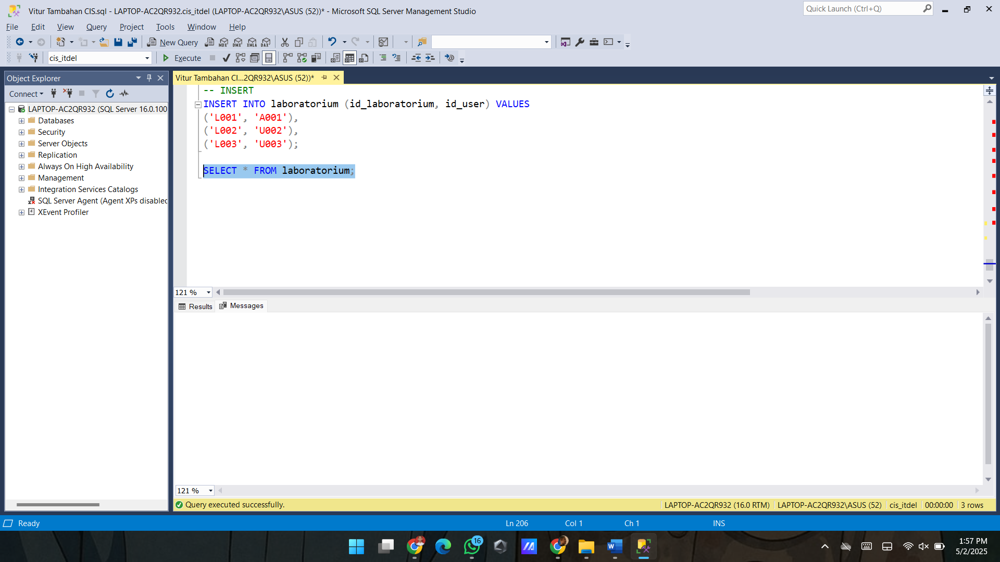 Vitur Tambahan CIS.sql - LAPTOP-AC2QR932.cis_itdel (LAPTOP-AC2QR932\ASUS (52))* - Microsoft SQL Server Management Studio
Quick Launch (Ctrl+Q)
File Edit View Query Project Tools Window Help
New Query
MDX DMX XMLA DAX
cis_itdel
Execute
Object Explorer
Vitur Tambahan CI...2QR932\ASUS (52))*
Connect
LAPTOP-AC2QR932 (SQL Server 16.0.100
Databases
Security
Server Objects
Replication
Always On High Availability
Management
Integration Services Catalogs
SQL Server Agent (Agent XPs disabled
XEvent Profiler
-- INSERT
INSERT INTO laboratorium (id_laboratorium, id_user) VALUES
('L001', 'A001'),
('L002', 'U002'),
('L003', 'U003');
SELECT * FROM laboratorium;
121 %
Results Messages
121 %
Query executed successfully.
LAPTOP-AC2QR932 (16.0 RTM) LAPTOP-AC2QR932\ASUS (52) cis_itdel 00:00:00 3 rows
Ready
Ln 206 Col 1 Ch 1 INS
16
1:57 PM
5/2/2025